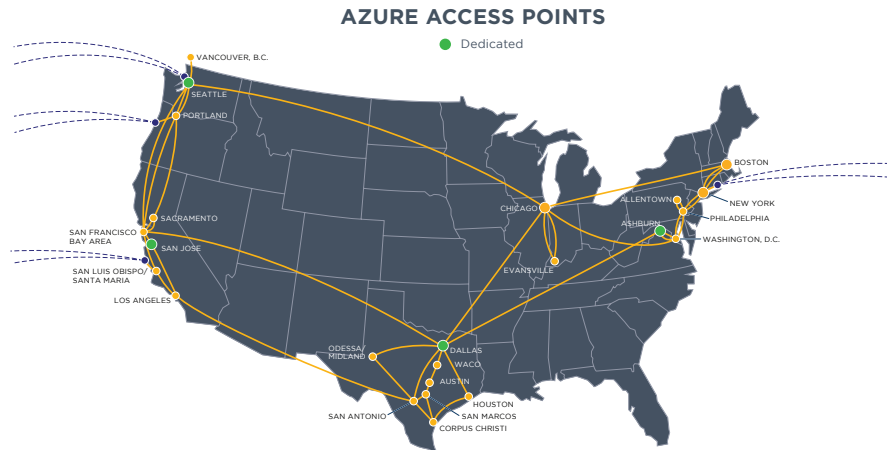 AZURE ACCESS POINTS
Dedicated
VANCOUVER, B.C.
SEATTLE
PORTLAND
SACRAMENTO
SAN FRANCISCO
BAY AREA
SAN JOSE
SAN LUIS OBISPO/
SANTA MARIA
LOS ANGELES
CHICAGO
EVANSVILLE
BOSTON
ALLENTOWN
NEW YORK
PHILADELPHIA
ASHBURN
WASHINGTON, D.C.
ODESSA/
MIDLAND
DALLAS
WACO
AUSTIN
HOUSTON
SAN ANTONIO
SAN MARCOS
CORPUS CHRISTI